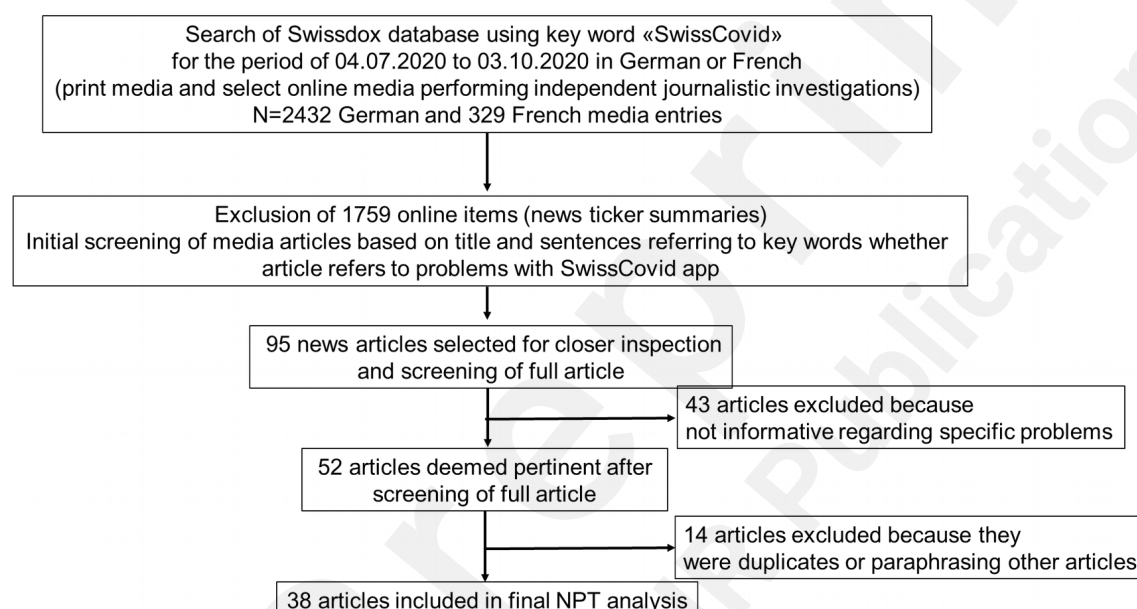 Search of Swissdox database using key word «SwissCovid»
for the period of 04.07.2020 to 03.10.2020 in German or French
(print media and select online media performing independent journalistic investigations)
N=2432 German and 329 French media entries
Exclusion of 1759 online items (news ticker summaries)
Initial screening of media articles based on title and sentences referring to key words whether
article refers to problems with SwissCovid app
95 news articles selected for closer inspection
and screening of full article
43 articles excluded because
not informative regarding specific problems
52 articles deemed pertinent after
screening of full article
14 articles excluded because they
were duplicates or paraphrasing other articles
38 articles included in final NPT analysis